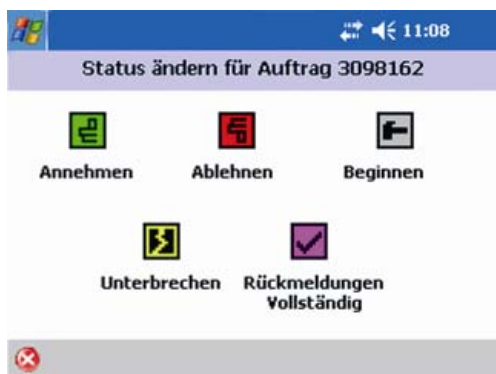 11:08
Status ändern für Auftrag 3098162
Annehmen
Ablehnen
Beginnen
Unterbrechen
Rückmeldungen
Vollständig